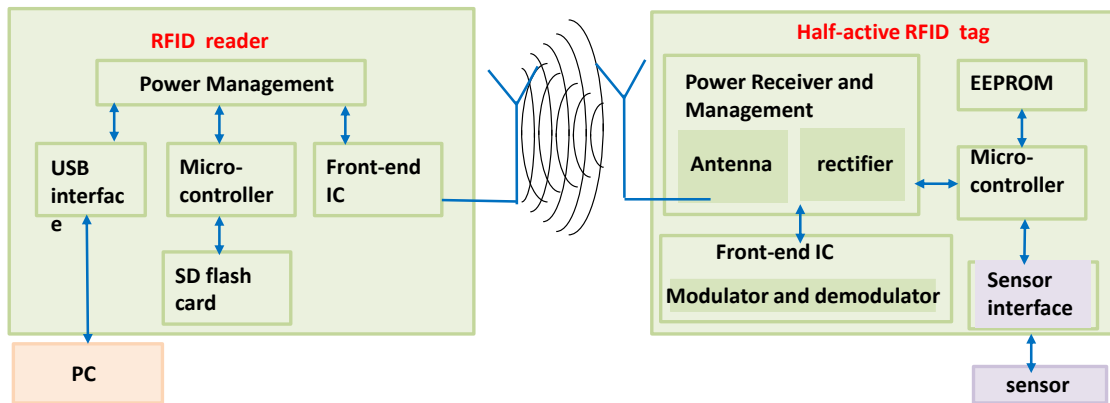 RFID reader
Power Management
USB
interfac
e
Micro-
controller
Front-end
IC
SD flash
card
PC
Half-active RFID tag
Power Receiver and
Management
Antenna
rectifier
EEPROM
Micro-
controller
Front-end IC
Modulator and demodulator
Sensor
interface
sensor